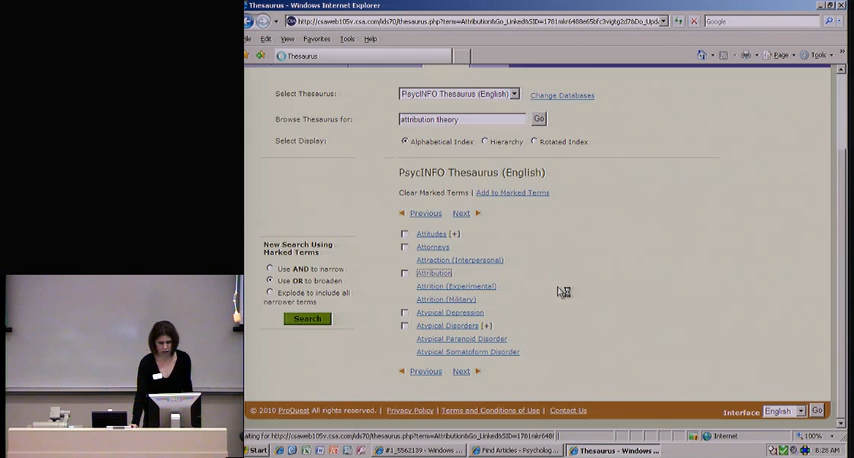 Thesaurus - Windows Internet Explorer
Google
Edit View Favorites Tools Help
Thesaurus
Page Tools
Select Thesaurus: PsycINFO Thesaurus (English) Change Databases
Browse Thesaurus for: attribution theory Go
Select Display: Alphabetical Index Hierarchy Rotated Index
PsycINFO Thesaurus (English)
Clear Marked Terms | Add to Marked Terms
Previous Next
Attitudes [+]
Attorneys
Attraction (Interpersonal)
Attribution
Attrition (Experimental)
Attrition (Military)
Atypical Depression
Atypical Disorders [+]
Atypical Paranoid Disorder
Atypical Somatoform Disorder
Previous Next
New Search Using
Marked Terms
Use AND to narrow
Use OR to broaden
Explode to include all
narrower terms
Search
© 2010 ProQuest All rights reserved. | Privacy Policy | Terms and Conditions of Use | Contact Us
Interface English Go
Internet 100%
Start #1_5562139 - Windows ... Find Articles - Psycholog... Thesaurus - Windows ... 8:28 AM